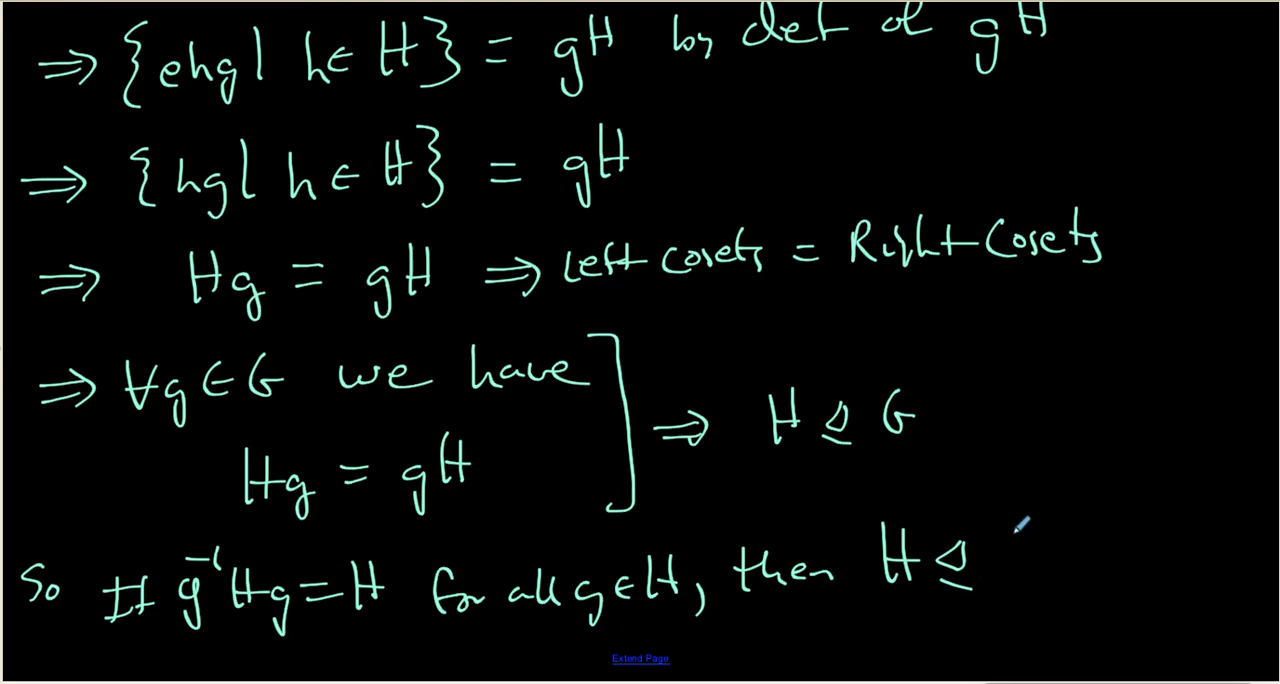 ⇒ {ehg | h ∈ H} = gH by def of gH
⇒ {hg | h ∈ H} = gH
⇒ Hg = gH ⇒ Left cosets = Right Cosets
⇒ ∀g ∈ G we have
Hg = gH ] ⇒ H ⊴ G
So If g⁻¹Hg = H for all g ∈ H, then H ⊴
Extend Page